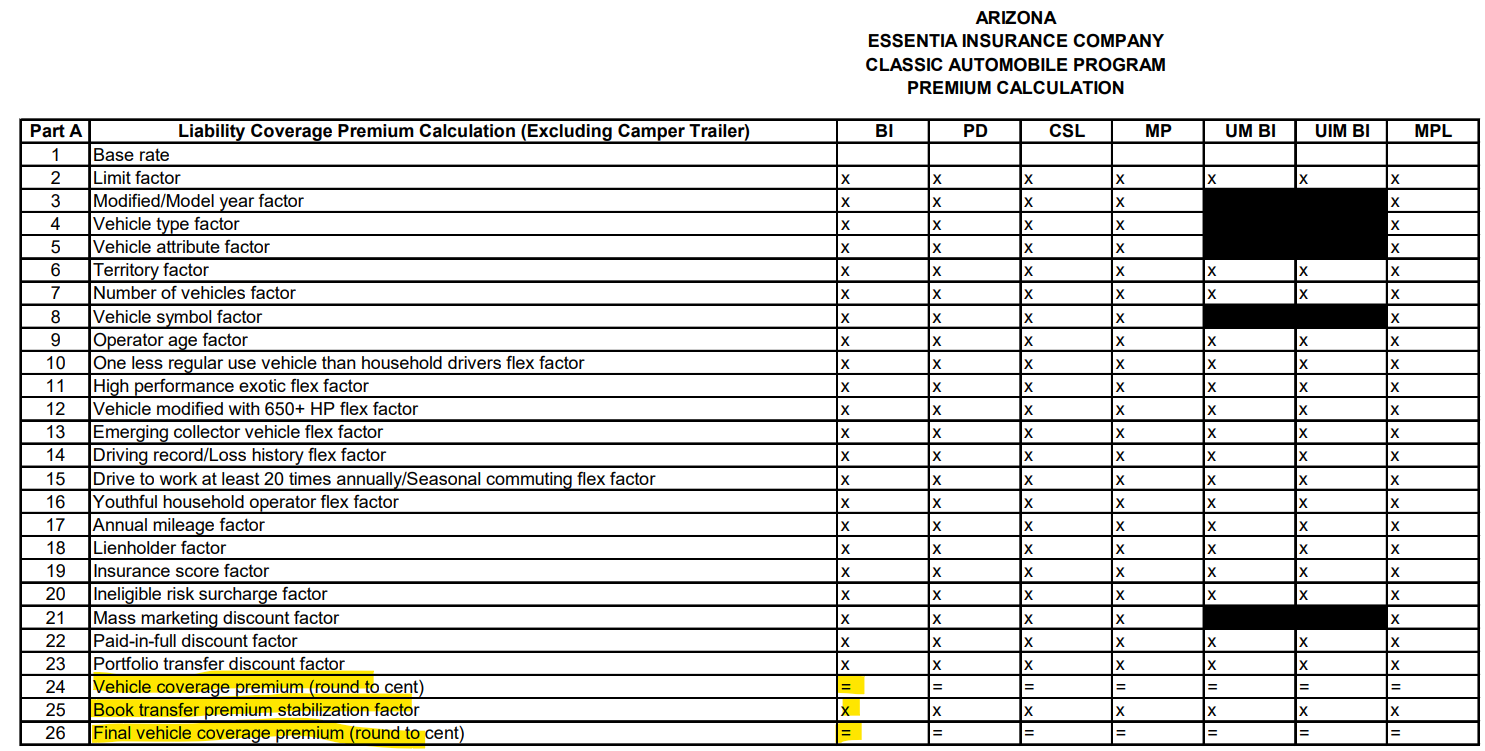 ARIZONA
ESSENTIA INSURANCE COMPANY
CLASSIC AUTOMOBILE PROGRAM
PREMIUM CALCULATION
Part A Liability Coverage Premium Calculation (Excluding Camper Trailer) BI PD CSL MP UM BI UIM BI MPL
1 Base rate
2 Limit factor x x x x x x x
3 Modified/Model year factor x x x x x
4 Vehicle type factor x x x x x
5 Vehicle attribute factor x x x x x
6 Territory factor x x x x x x x
7 Number of vehicles factor x x x x x x x
8 Vehicle symbol factor x x x x x
9 Operator age factor x x x x x x x
10 One less regular use vehicle than household drivers flex factor x x x x x x x
11 High performance exotic flex factor x x x x x x x
12 Vehicle modified with 650+ HP flex factor x x x x x x x
13 Emerging collector vehicle flex factor x x x x x x x
14 Driving record/Loss history flex factor x x x x x x x
15 Drive to work at least 20 times annually/Seasonal commuting flex factor x x x x x x x
16 Youthful household operator flex factor x x x x x x x
17 Annual mileage factor x x x x x x x
18 Lienholder factor x x x x x x x
19 Insurance score factor x x x x x x x
20 Ineligible risk surcharge factor x x x x x x x
21 Mass marketing discount factor x x x x x
22 Paid-in-full discount factor x x x x x x x
23 Portfolio transfer discount factor x x x x x x x
24 Vehicle coverage premium (round to cent) = = = = = = =
25 Book transfer premium stabilization factor x x x x x x x
26 Final vehicle coverage premium (round to cent) = = = = = = =